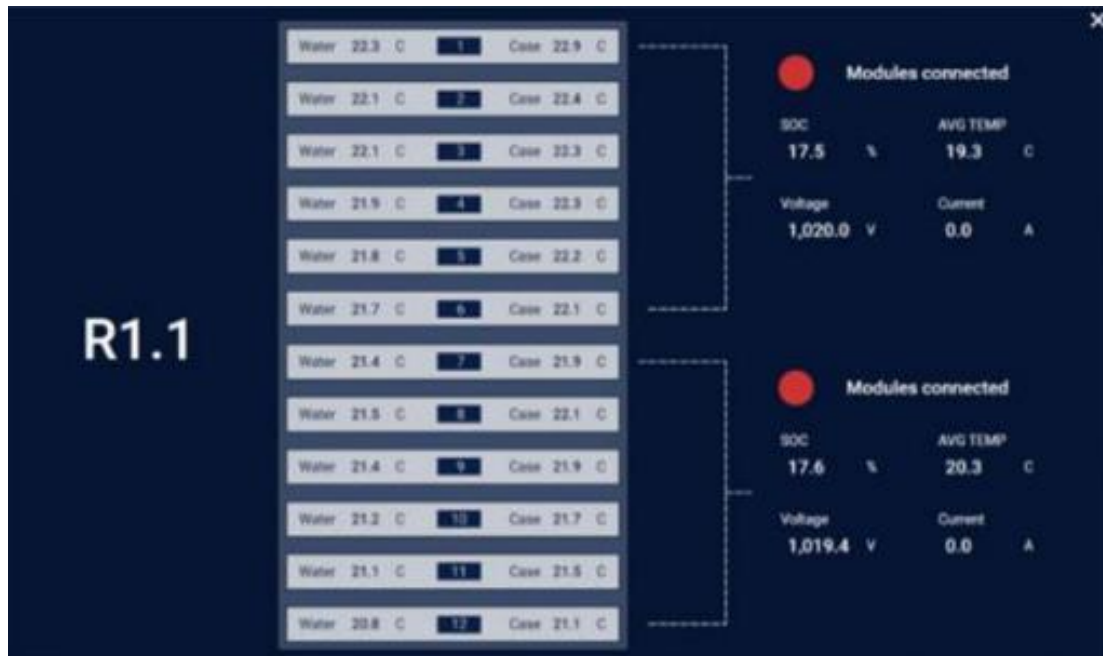 ×
Water 22.3 C 1 Case 22.9 C
Water 22.1 C 2 Case 22.4 C
Water 22.1 C 3 Case 22.3 C
Water 21.9 C 4 Case 22.3 C
Water 21.8 C 5 Case 22.2 C
Water 21.7 C 6 Case 22.1 C
Modules connected
SOC AVG TEMP
17.5 % 19.3 C
Voltage Current
1,020.0 V 0.0 A
R1.1
Water 21.4 C 7 Case 21.9 C
Water 21.5 C 8 Case 22.1 C
Water 21.4 C 9 Case 21.9 C
Water 21.2 C 10 Case 21.7 C
Water 21.1 C 11 Case 21.5 C
Water 20.8 C 12 Case 21.1 C
Modules connected
SOC AVG TEMP
17.6 % 20.3 C
Voltage Current
1,019.4 V 0.0 A